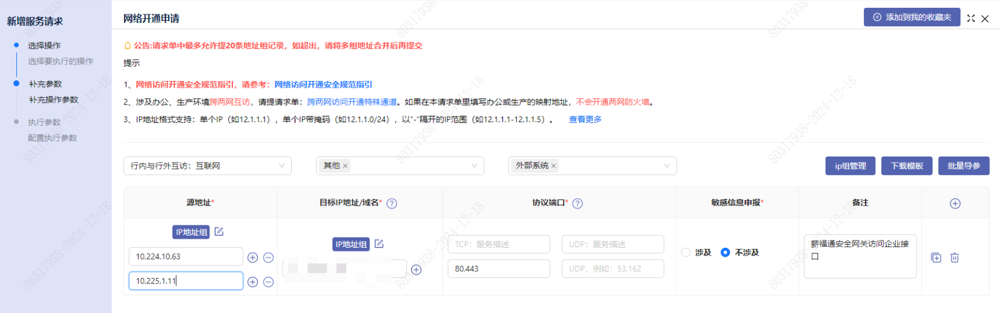 新增服务请求
选择操作
选择要执行的操作
补充参数
补充操作参数
执行参数
配置执行参数
网络开通申请
添加到我的收藏夹
公告:请求单中最多允许提20条地址组记录，如超出，请将多组地址合并后再提交
提示
1、网络访问开通安全规范指引，请参考：网络访问开通安全规范指引
2、涉及办公、生产环境跨两网互访，请提请求单：跨两网访问开通特殊通道。如果在本请求单里填写办公或生产的映射地址，不会开通两网防火墙。
3、IP地址格式支持：单个IP（如12.1.1.1），单个IP带掩码（如12.1.1.0/24），以“-”隔开的IP范围（如12.1.1.1-12.1.1.5）。 查看更多
行内与行外互访：互联网 其他 × 外部系统 × ip组管理 下载模板 批量导参
源地址* 目标IP地址/域名* ? 协议端口* ? 敏感信息申报* 备注
IP地址组 IP地址组
TCP：服务描述 UDP：服务描述
10.224.10.63
涉及 不涉及
薪福通安全网关访问企业接
口
10.225.1.11
80,443 UDP，例如：53,162
80317938-2024-12-18